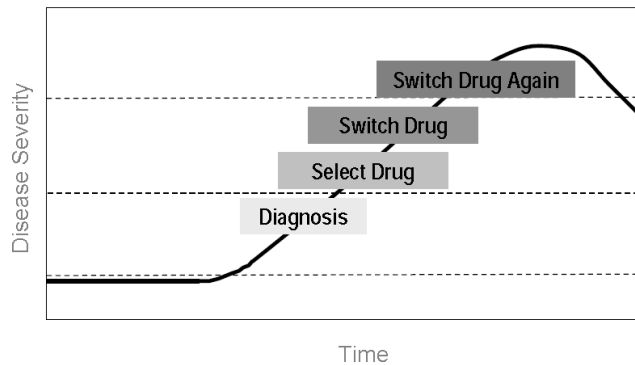 Switch Drug Again
Switch Drug
Select Drug
Diagnosis
Disease Severity
Time